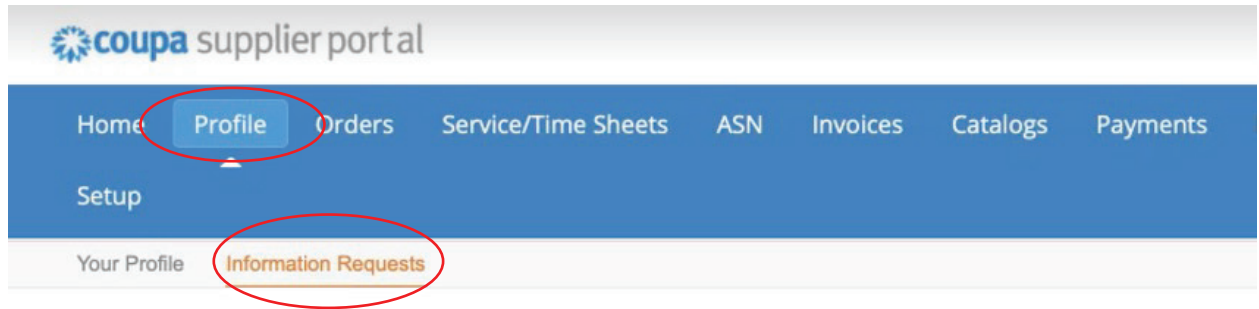 coupa supplier portal
Home Profile Orders Service/Time Sheets ASN Invoices Catalogs Payments
Setup
Your Profile Information Requests